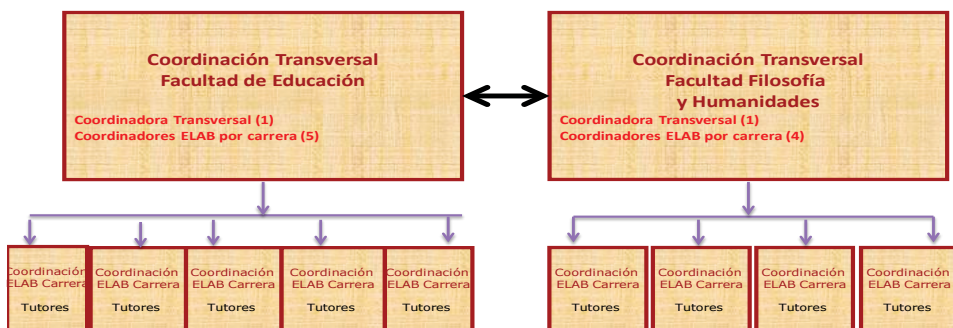 Coordinación Transversal
Facultad de Educación
Coordinadora Transversal (1)
Coordinadores ELAB por carrera (5)
Coordinación Transversal
Facultad Filosofía
y Humanidades
Coordinadora Transversal (1)
Coordinadores ELAB por carrera (4)
Coordinación
ELAB Carrera
Tutores
Coordinación
ELAB Carrera
Tutores
Coordinación
ELAB Carrera
Tutores
Coordinación
ELAB Carrera
Tutores
Coordinación
ELAB Carrera
Tutores
Coordinación
ELAB Carrera
Tutores
Coordinación
ELAB Carrera
Tutores
Coordinación
ELAB Carrera
Tutores
Coordinación
ELAB Carrera
Tutores